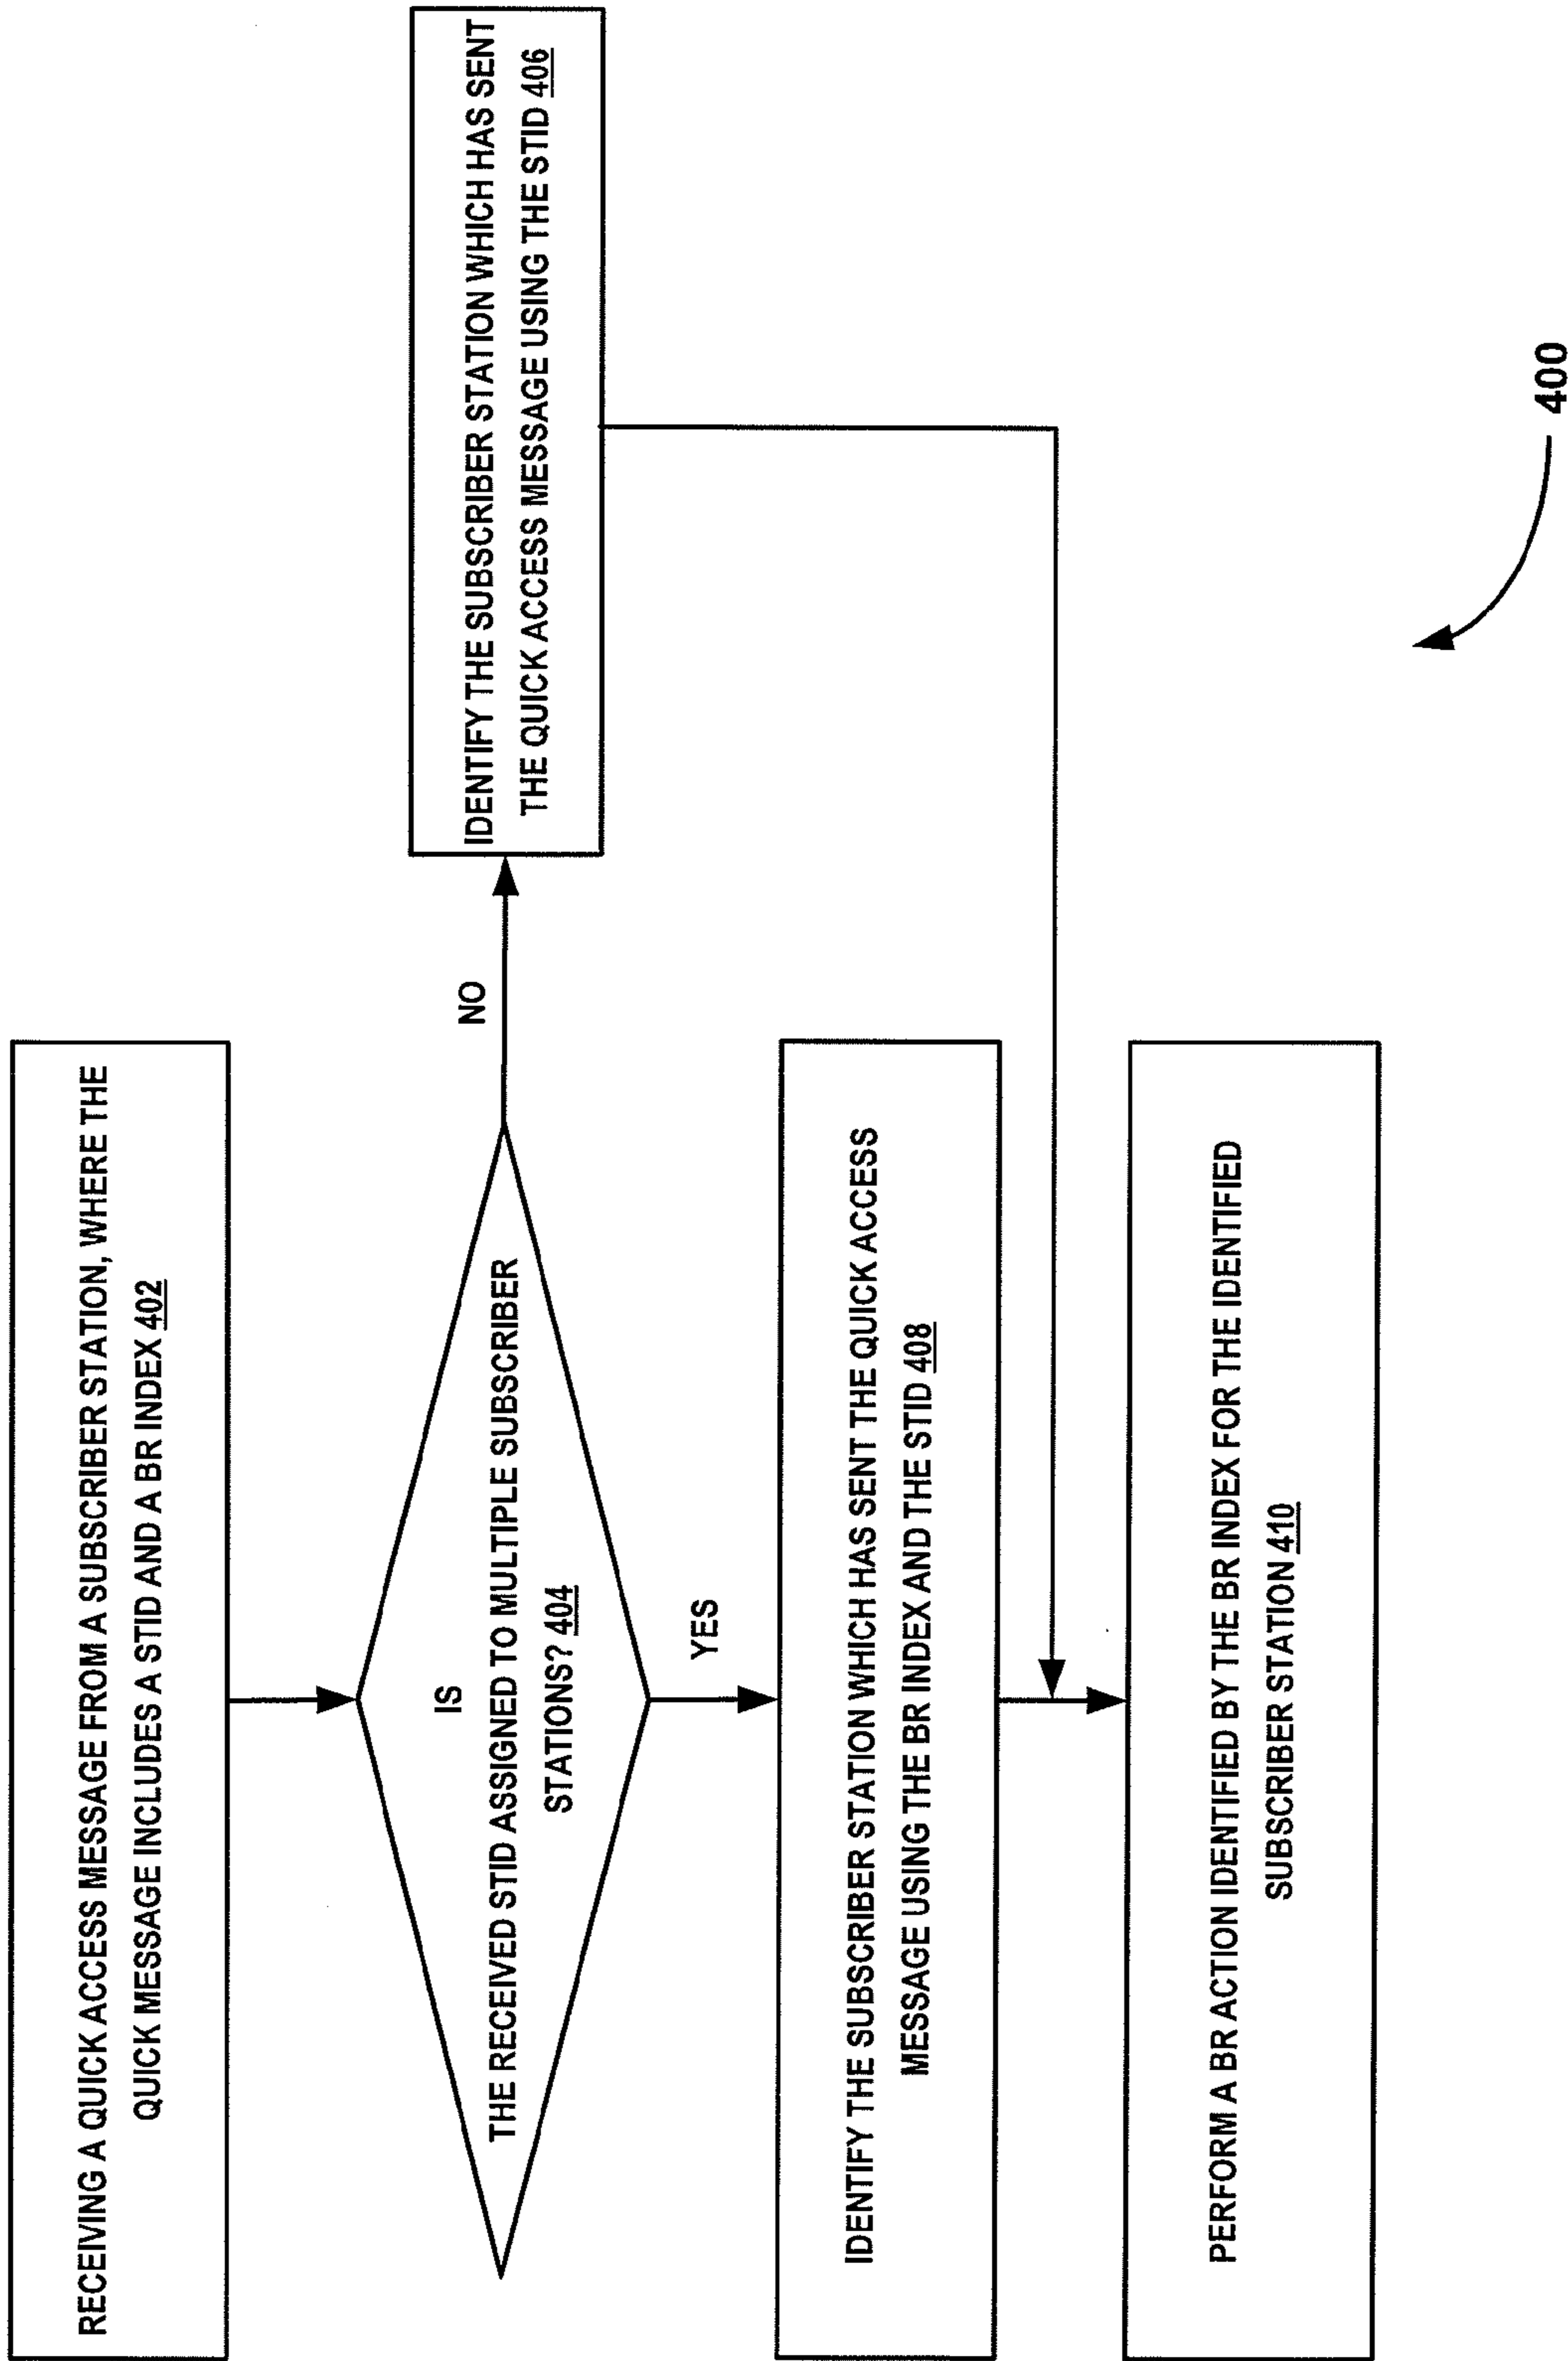 RECEIVING A QUICK ACCESS MESSAGE FROM A SUBSCRIBER STATION, WHERE THE
QUICK MESSAGE INCLUDES A STID AND A BR INDEX 402
IS
THE RECEIVED STID ASSIGNED TO MULTIPLE SUBSCRIBER
STATIONS? 404
NO
IDENTIFY THE SUBSCRIBER STATION WHICH HAS SENT
THE QUICK ACCESS MESSAGE USING THE STID 406
YES
IDENTIFY THE SUBSCRIBER STATION WHICH HAS SENT THE QUICK ACCESS
MESSAGE USING THE BR INDEX AND THE STID 408
PERFORM A BR ACTION IDENTIFIED BY THE BR INDEX FOR THE IDENTIFIED
SUBSCRIBER STATION 410
400